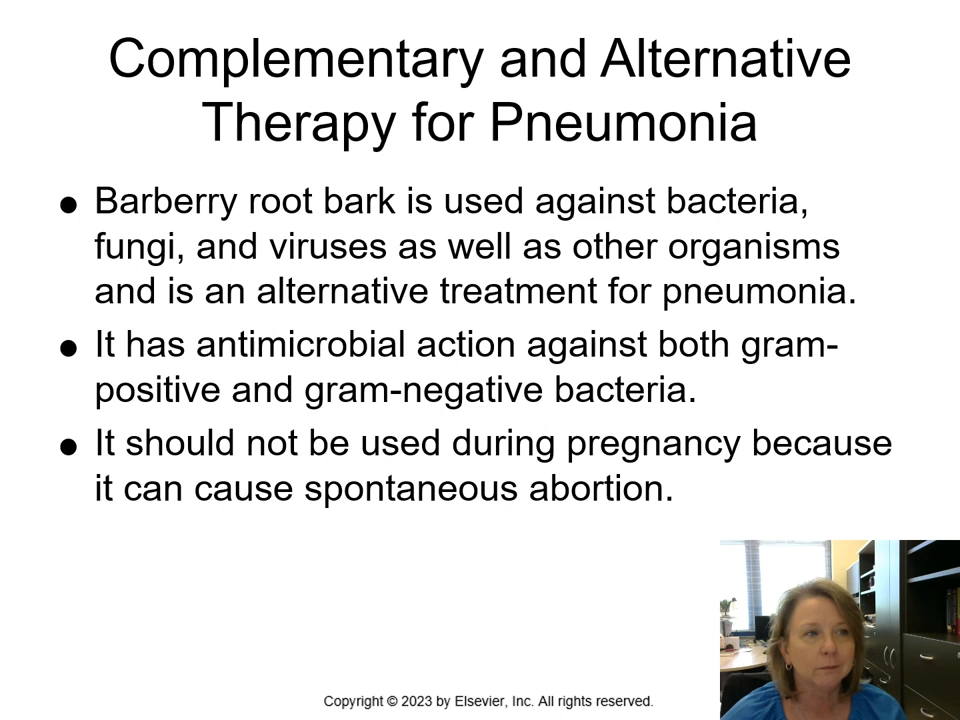 Complementary and Alternative
Therapy for Pneumonia
● Barberry root bark is used against bacteria,
fungi, and viruses as well as other organisms
and is an alternative treatment for pneumonia.
● It has antimicrobial action against both gram-
positive and gram-negative bacteria.
● It should not be used during pregnancy because
it can cause spontaneous abortion.
Copyright © 2023 by Elsevier, Inc. All rights reserved.